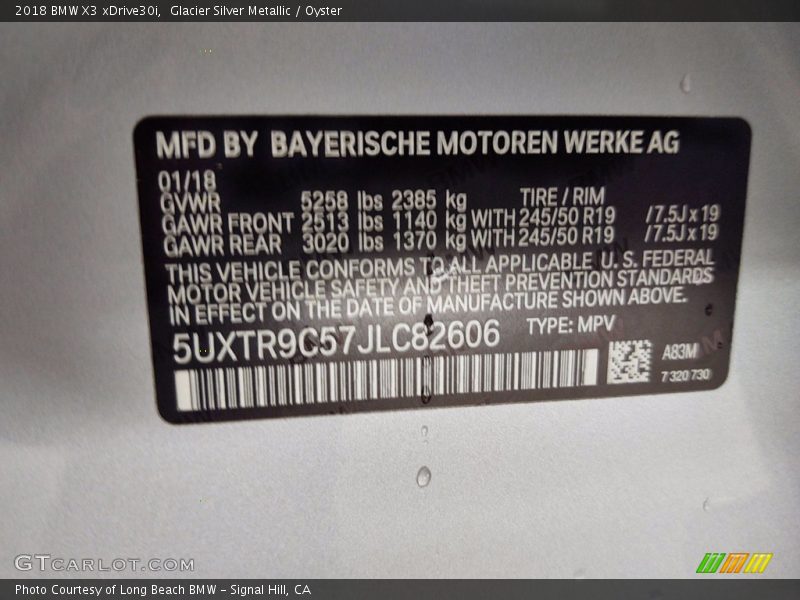 2018 BMW X3 xDrive30i,  Glacier Silver Metallic / Oyster
MFD BY BAYERISCHE MOTOREN WERKE AG
01/18
GVWR 5258 lbs 2385 kg TIRE / RIM
GAWR FRONT 2513 lbs 1140 kg WITH 245/50 R19 /7.5J x 19
GAWR REAR 3020 lbs 1370 kg WITH 245/50 R19 /7.5J x 19
THIS VEHICLE CONFORMS TO ALL APPLICABLE U. S. FEDERAL
MOTOR VEHICLE SAFETY AND THEFT PREVENTION STANDARDS
IN EFFECT ON THE DATE OF MANUFACTURE SHOWN ABOVE.
5UXTR9C57JLC82606 TYPE: MPV
A83M
7 320 730
GTCARLOT.COM
Photo Courtesy of Long Beach BMW – Signal Hill, CA